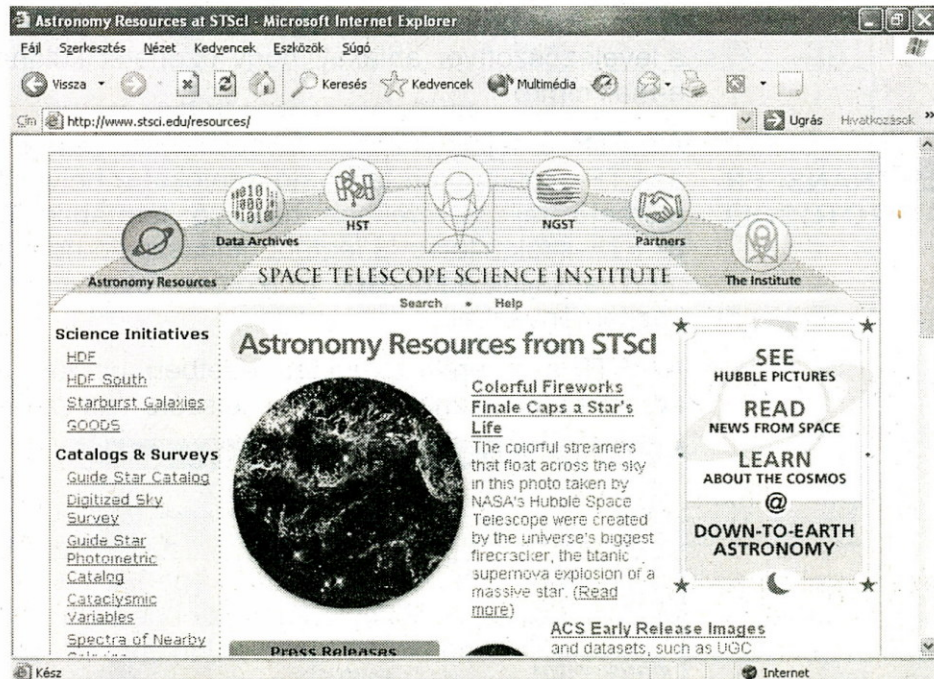 Astronomy Resources at STScI - Microsoft Internet Explorer
Fájl Szerkesztés Nézet Kedvencek Eszközök Súgó
Vissza Keresés Kedvencek Multimédia
Cím http://www.stsci.edu/resources/ Ugrás Hivatkozások »
Astronomy Resources
Data Archives
HST
NGST
Partners
The Institute
SPACE TELESCOPE SCIENCE INSTITUTE
Search • Help
Science Initiatives
HDF
HDF South
Starburst Galaxies
GOODS
Catalogs & Surveys
Guide Star Catalog
Digitized Sky
Survey
Guide Star
Photometric
Catalog
Cataclysmic
Variables
Spectra of Nearby
Astronomy Resources from STScI
Colorful Fireworks
Finale Caps a Star's
Life
The colorful streamers
that float across the sky
in this photo taken by
NASA's Hubble Space
Telescope were created
by the universe's biggest
firecracker, the titanic
supernova explosion of a
massive star. (Read
more)
Press Releases
ACS Early Release Images
and datasets, such as UGC
SEE
HUBBLE PICTURES
READ
NEWS FROM SPACE
LEARN
ABOUT THE COSMOS
@
DOWN-TO-EARTH
ASTRONOMY
Kész Internet